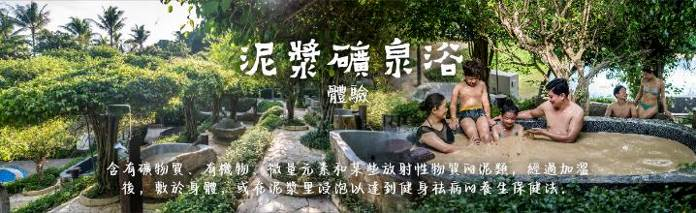 泥漿礦泉浴
體驗
含有礦物質、有機物、微量元素和某些放射性物質的泥類，經過加溫
後，敷於身體，或在泥漿裏浸泡以達到健身祛病的養生保健法。